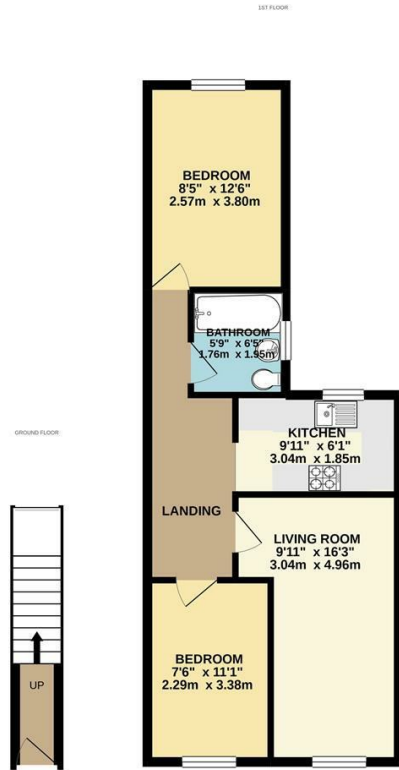 1ST FLOOR
BEDROOM
8'5" x 12'6"
2.57m x 3.80m
BATHROOM
5'9" x 6'5"
1.76m x 1.95m
KITCHEN
9'11" x 6'1"
3.04m x 1.85m
GROUND FLOOR
LANDING
LIVING ROOM
9'11" x 16'3"
3.04m x 4.96m
BEDROOM
7'6" x 11'1"
2.29m x 3.38m
UP